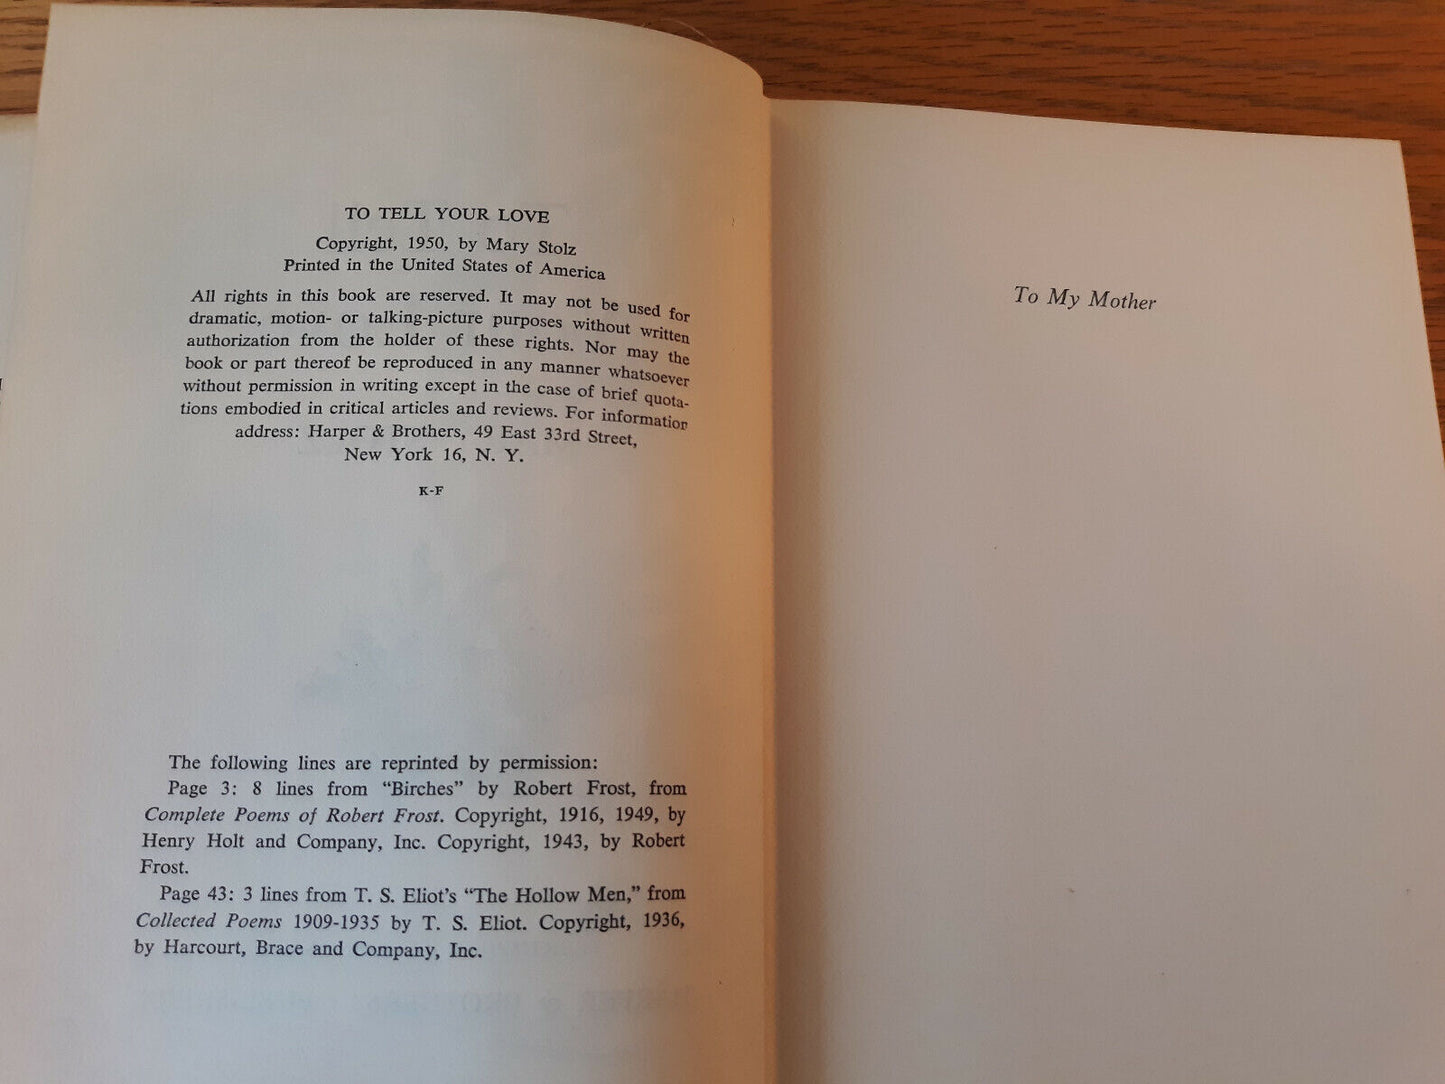 TO TELL YOUR LOVE
Copyright, 1950, by Mary Stolz
Printed in the United States of America
All rights in this book are reserved. It may not be used for
dramatic, motion- or talking-picture purposes without written
authorization from the holder of these rights. Nor may the
book or part thereof be reproduced in any manner whatsoever
without permission in writing except in the case of brief quota-
tions embodied in critical articles and reviews. For information
address: Harper & Brothers, 49 East 33rd Street,
New York 16, N. Y.
K-F
The following lines are reprinted by permission:
Page 3: 8 lines from “Birches” by Robert Frost, from
Complete Poems of Robert Frost. Copyright, 1916, 1949, by
Henry Holt and Company, Inc. Copyright, 1943, by Robert
Frost.
Page 43: 3 lines from T. S. Eliot’s “The Hollow Men,” from
Collected Poems 1909-1935 by T. S. Eliot. Copyright, 1936,
by Harcourt, Brace and Company, Inc.
To My Mother